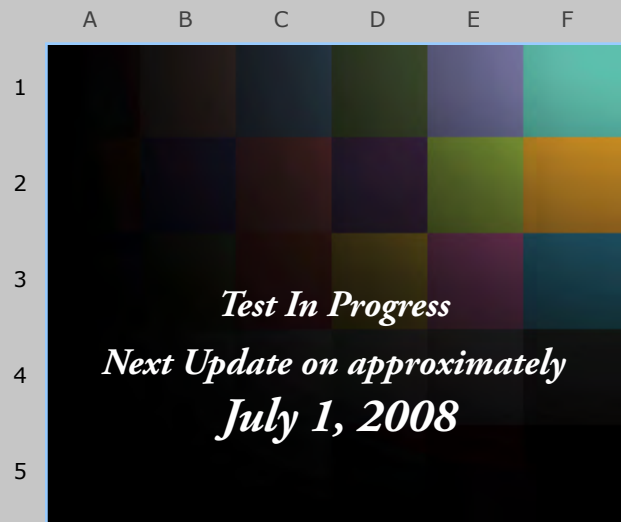 A B C D E F
1
2
3
Test In Progress
Next Update on approximately
4
July 1, 2008
5